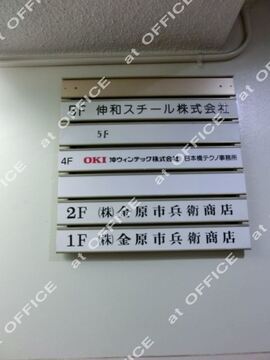 5F 伸和スチール株式会社
5F
4F OKI 沖ウィンテック株式会社 日本橋テクノ事務所
2F ㈱金原市兵衛商店
1F ㈱金原市兵衛商店
at OFFICE